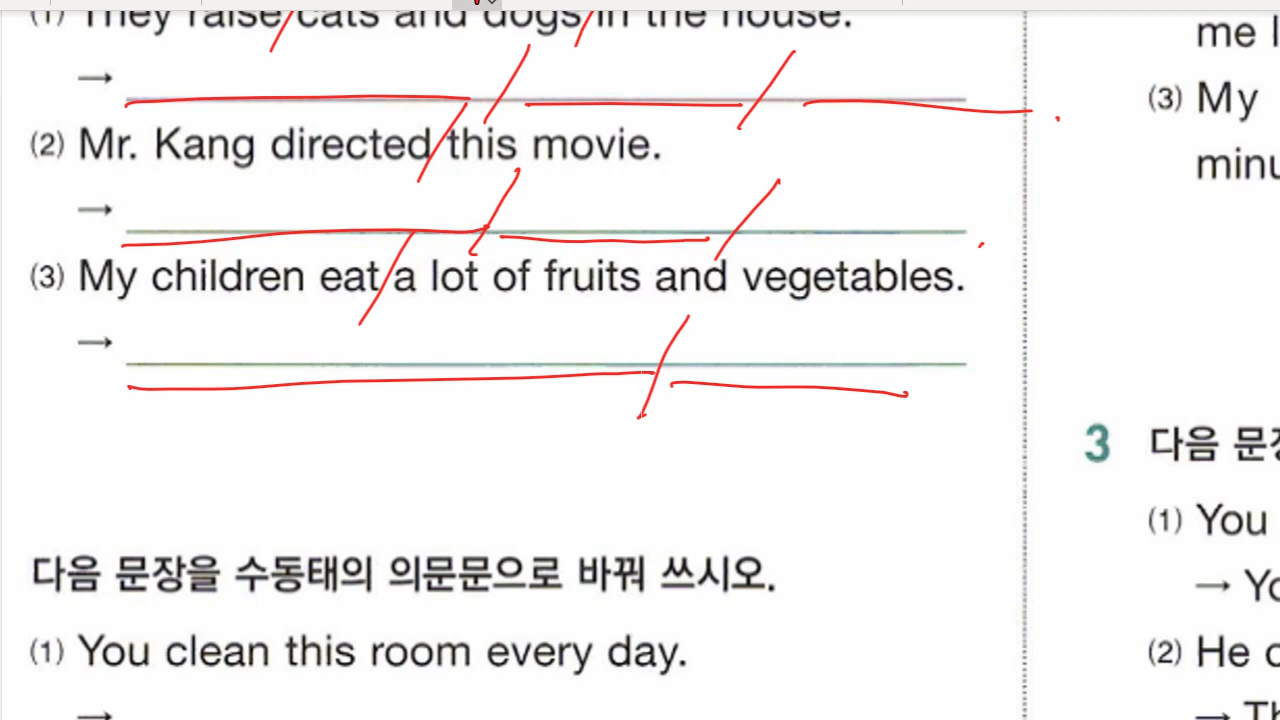 (1) They raise cats and dogs in the house.
→
(2) Mr. Kang directed this movie.
→
(3) My children eat a lot of fruits and vegetables.
→
다음 문장을 수동태의 의문문으로 바꿔 쓰시오.
(1) You clean this room every day.
→
me
(3) My
minu
3 다음 문장
(1) You
→ Yo
(2) He
→ Th